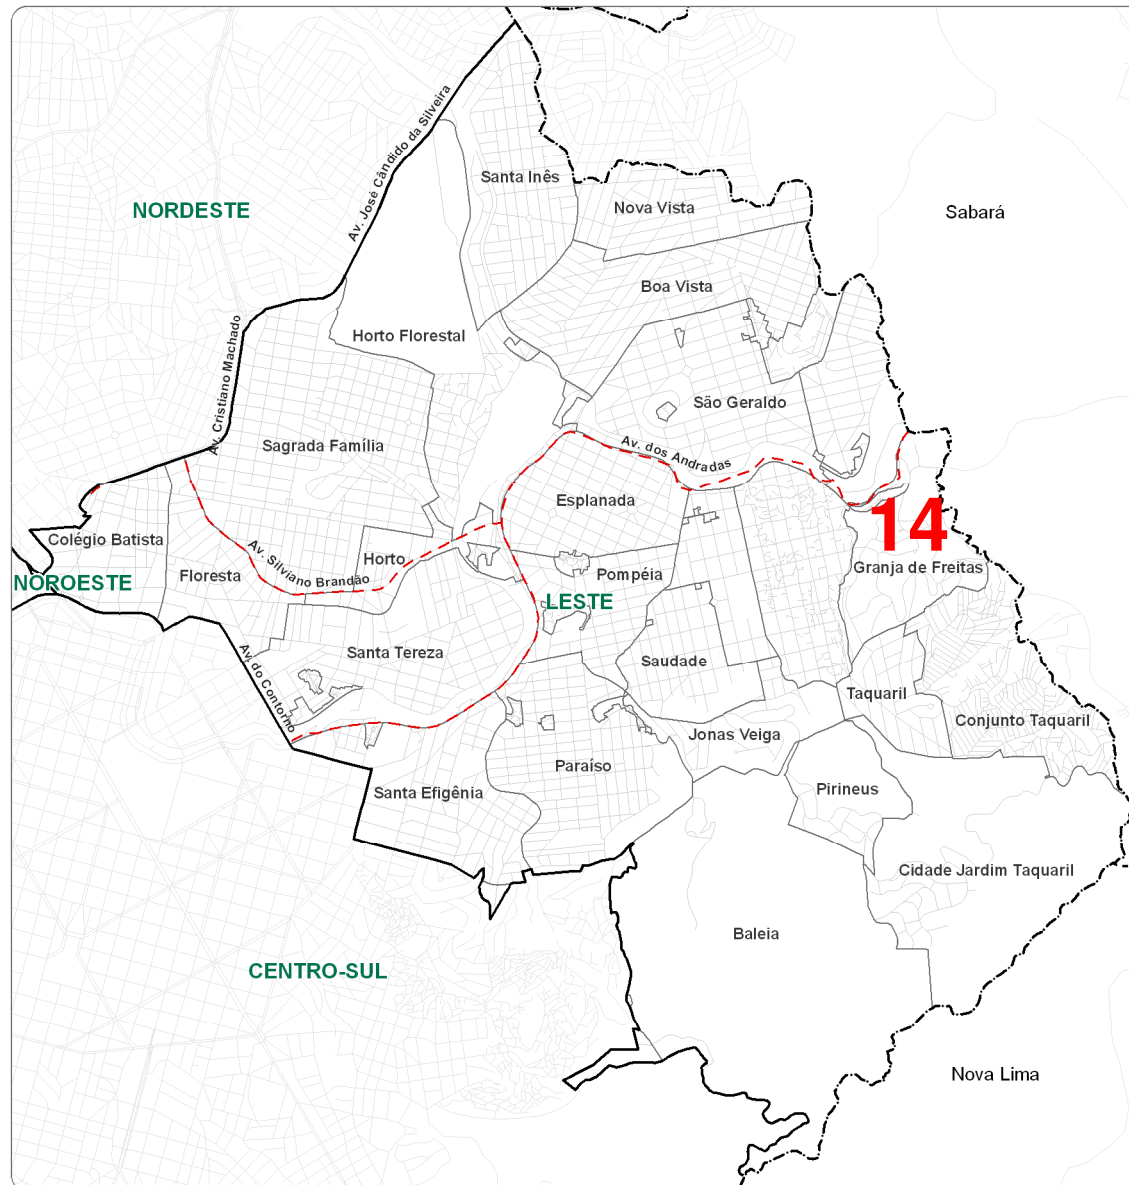 Av. José Cândido da Silveira
Santa Inês
NORDESTE
Nova Vista
Sabará
Boa Vista
Horto Florestal
Av. Cristiano Machado
São Geraldo
Sagrada Família
Av. dos Andradas
Esplanada
14
Colégio Batista
Av. Silviano Brandão
Horto
Granja de Freitas
NOROESTE
Floresta
Pompéia
LESTE
Santa Tereza
Saudade
Av. do Contorno
Taquaril
Conjunto Taquaril
Jonas Veiga
Paraíso
Santa Efigênia
Pirineus
Cidade Jardim Taquaril
Baleia
CENTRO-SUL
Nova Lima